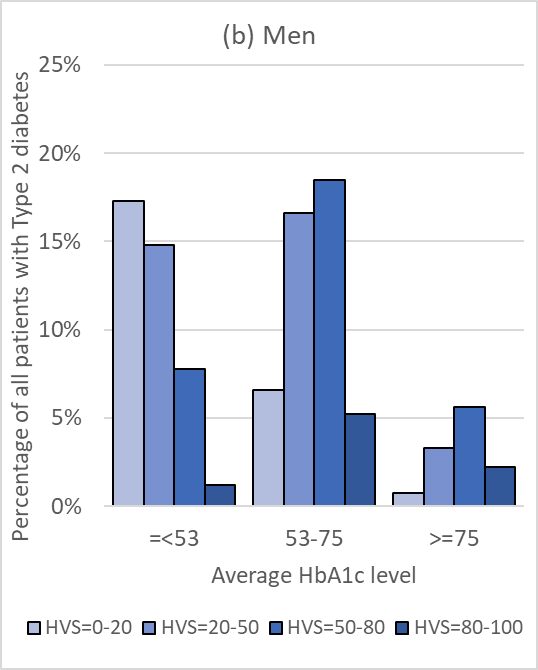 (b) Men
Percentage of all patients with Type 2 diabetes
25%
20%
15%
10%
5%
0%
=<53 53-75 >=75
Average HbA1c level
HVS=0-20 HVS=20-50 HVS=50-80 HVS=80-100